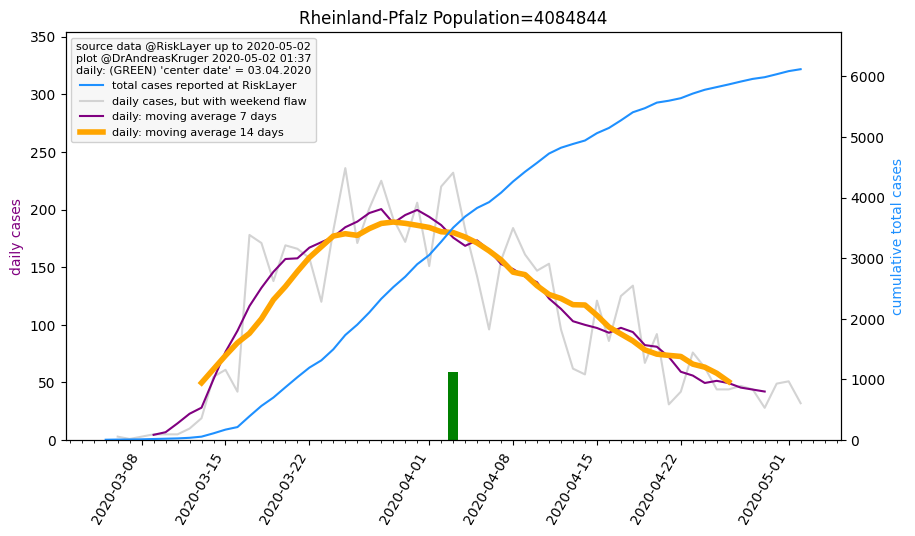 Rheinland-Pfalz Population=4084844
source data @RiskLayer up to 2020-05-02
plot @DrAndreasKruger 2020-05-02 01:37
daily: (GREEN) 'center date' = 03.04.2020
total cases reported at RiskLayer
daily cases, but with weekend flaw
daily: moving average 7 days
daily: moving average 14 days
daily cases
350
300
250
200
150
100
50
0
6000
5000
4000
3000
2000
1000
0
cumulative total cases
2020-03-08
2020-03-15
2020-03-22
2020-04-01
2020-04-08
2020-04-15
2020-04-22
2020-05-01